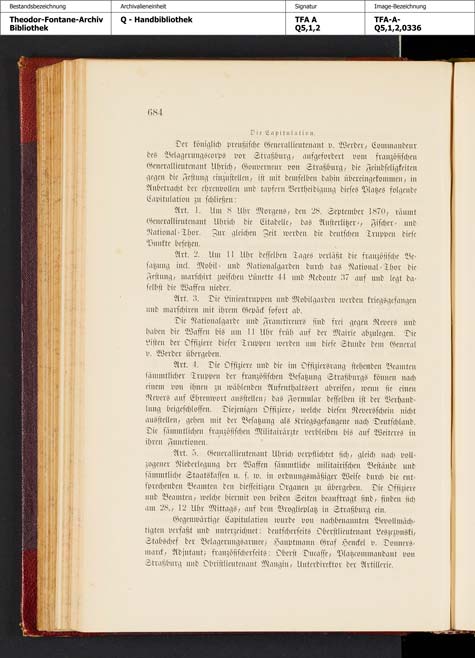 Bestandsbezeichnung
Archivalieneinheit
Signatur
Image-Bezeichnung
Theodor-Fontane-Archiv
Bibliothek
Q - Handbibliothek
TFA A
Q5,1,2
TFA-A-
Q5,1,2,0336
684
Die Capitulation.
Der königlich preußische Generallieutenant v. Werder, Commandeur
des Belagerungscorps vor Straßburg, aufgefordert vom französischen
Generallieutenant Uhrich, Gouverneur von Straßburg, die Feindseligkeiten
gegen die Festung einzustellen, ist mit demselben dahin übereingekommen, in
Anbetracht der ehrenvollen und tapfern Vertheidigung dieses Platzes folgende
Capitulation zu schließen:
Art. 1. Um 8 Uhr Morgens, den 28. September 1870, räumt
Generallieutenant Uhrich die Citadelle, das Austerlitzer-, Fischer- und
National-Thor. Zur gleichen Zeit werden die deutschen Truppen diese
Punkte besetzen.
Art. 2. Um 11 Uhr desselben Tages verläßt die französische Be-
satzung incl. Mobil- und Nationalgarden durch das National-Thor die
Festung, marschirt zwischen Lünette 44 und Redoute 37 auf und legt da-
selbst die Waffen nieder.
Art. 3. Die Linientruppen und Mobilgarden werden kriegsgefangen
und marschiren mit ihrem Gepäck sofort ab.
Die Nationalgarde und Franctireurs sind frei gegen Revers und
haben die Waffen bis um 11 Uhr früh auf der Mairie abzulegen. Die
Listen der Offiziere dieser Truppen werden um diese Stunde dem General
v. Werder übergeben.
Art. 4. Die Offiziere und die im Offiziersrang stehenden Beamten
sämmtlicher Truppen der französischen Besatzung Straßburgs können nach
einem von ihnen zu wählenden Aufenthaltsort abreisen, wenn sie einen
Revers auf Ehrenwort ausstellen; das Formular desselben ist der Verhand-
lung beigeschlossen. Diejenigen Offiziere, welche diesen Reversschein nicht
ausstellen, gehen mit der Besatzung als Kriegsgefangene nach Deutschland.
Die sämmtlichen französischen Militairärzte verbleiben bis auf Weiteres in
ihren Functionen.
Art. 5. Generallieutenant Uhrich verpflichtet sich, gleich nach voll-
zogener Niederlegung der Waffen sämmtliche militairischen Bestände und
sämmtliche Staatskassen u. s. w. in ordnungsmäßiger Weise durch die ent-
sprechenden Beamten den diesseitigen Organen zu übergeben. Die Offiziere
und Beamten, welche hiermit von beiden Seiten beauftragt sind, finden sich
am 28., 12 Uhr Mittags, auf dem Broglieplatz in Straßburg ein.
Gegenwärtige Capitulation wurde von nachbenannten Bevollmäch-
tigten verfaßt und unterzeichnet: deutscherseits Oberstlieutenant Leszczynski,
Stabschef der Belagerungsarmee; Hauptmann Graf Henckel v. Donners-
marck, Adjutant; französischerseits: Oberst Ducasse, Platzcommandant von
Straßburg und Obristlieutenant Mangin, Unterdirektor der Artillerie.